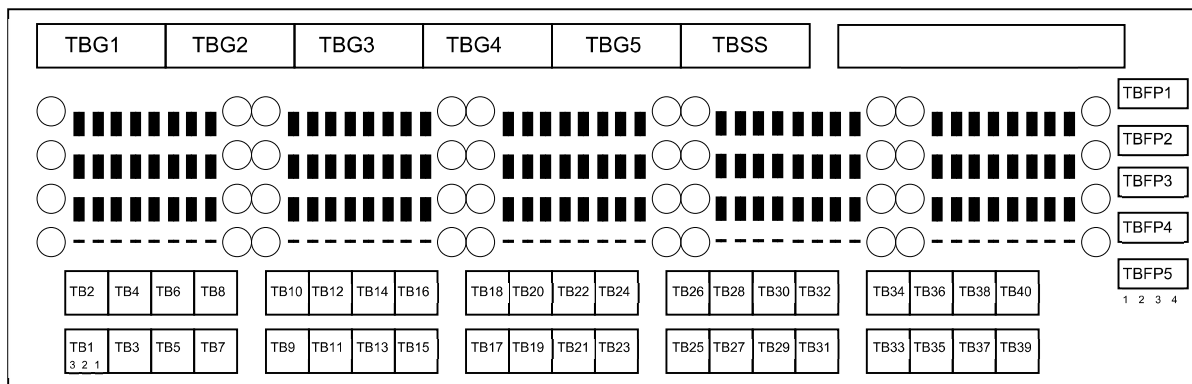 TBG1 TBG2 TBG3 TBG4 TBG5 TBSS
TBFP1
TBFP2
TBFP3
TBFP4
TBFP5
1 2 3 4
TB2 TB4 TB6 TB8 TB10 TB12 TB14 TB16 TB18 TB20 TB22 TB24 TB26 TB28 TB30 TB32 TB34 TB36 TB38 TB40
TB1 TB3 TB5 TB7 TB9 TB11 TB13 TB15 TB17 TB19 TB21 TB23 TB25 TB27 TB29 TB31 TB33 TB35 TB37 TB39
3 2 1